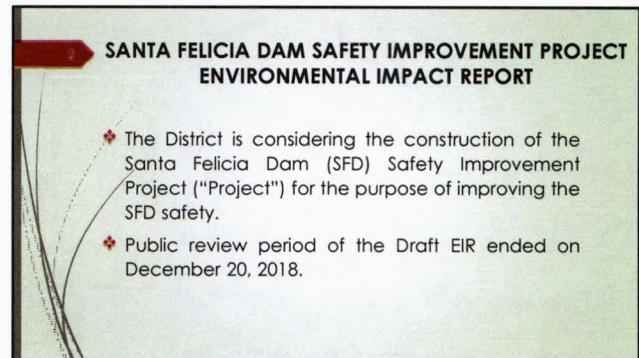 SANTA FELICIA DAM SAFETY IMPROVEMENT PROJECT
ENVIRONMENTAL IMPACT REPORT
The District is considering the construction of the
Santa Felicia Dam (SFD) Safety Improvement
Project ("Project") for the purpose of improving the
SFD safety.
Public review period of the Draft EIR ended on
December 20, 2018.